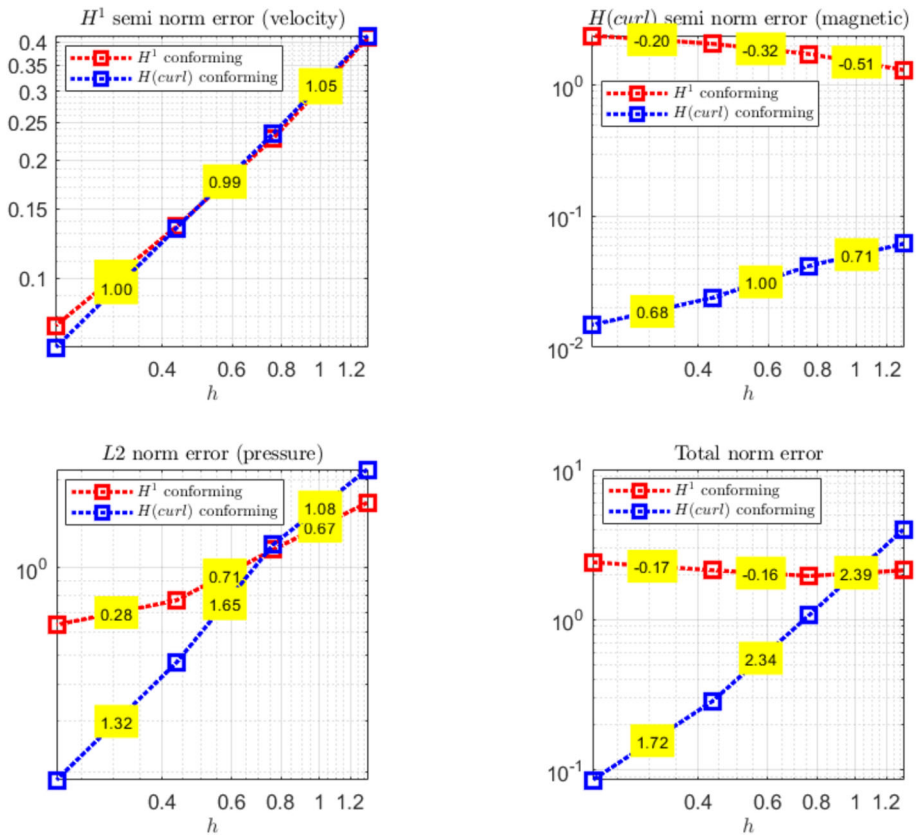 H¹ semi norm error (velocity)
0.4
0.35
0.3
0.25
0.2
0.15
0.1
H¹ conforming
H(curl) conforming
1.05
0.99
1.00
0.4 0.6 0.8 1 1.2
h
H(curl) semi norm error (magnetic)
10⁰
10⁻¹
10⁻²
-0.20
-0.32
-0.51
H¹ conforming
H(curl) conforming
0.71
1.00
0.68
0.4 0.6 0.8 1 1.2
h
L2 norm error (pressure)
10⁰
H¹ conforming
H(curl) conforming
1.08
0.67
0.71
1.65
0.28
1.32
0.4 0.6 0.8 1 1.2
h
Total norm error
10¹
10⁰
10⁻¹
H¹ conforming
H(curl) conforming
-0.17
-0.16
2.39
2.34
1.72
0.4 0.6 0.8 1 1.2
h